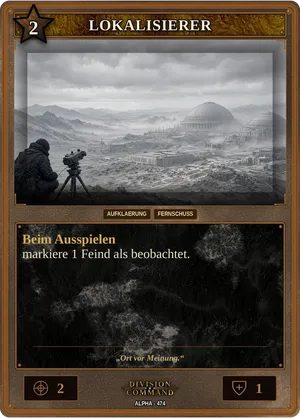 2
LOKALISIERER
AUFKLAERUNG FERNSCHUSS
Beim Ausspielen
markiere 1 Feind als beobachtet.
„Ort vor Meinung.“
2 DIVISION COMMAND 1
ALPHA - 474